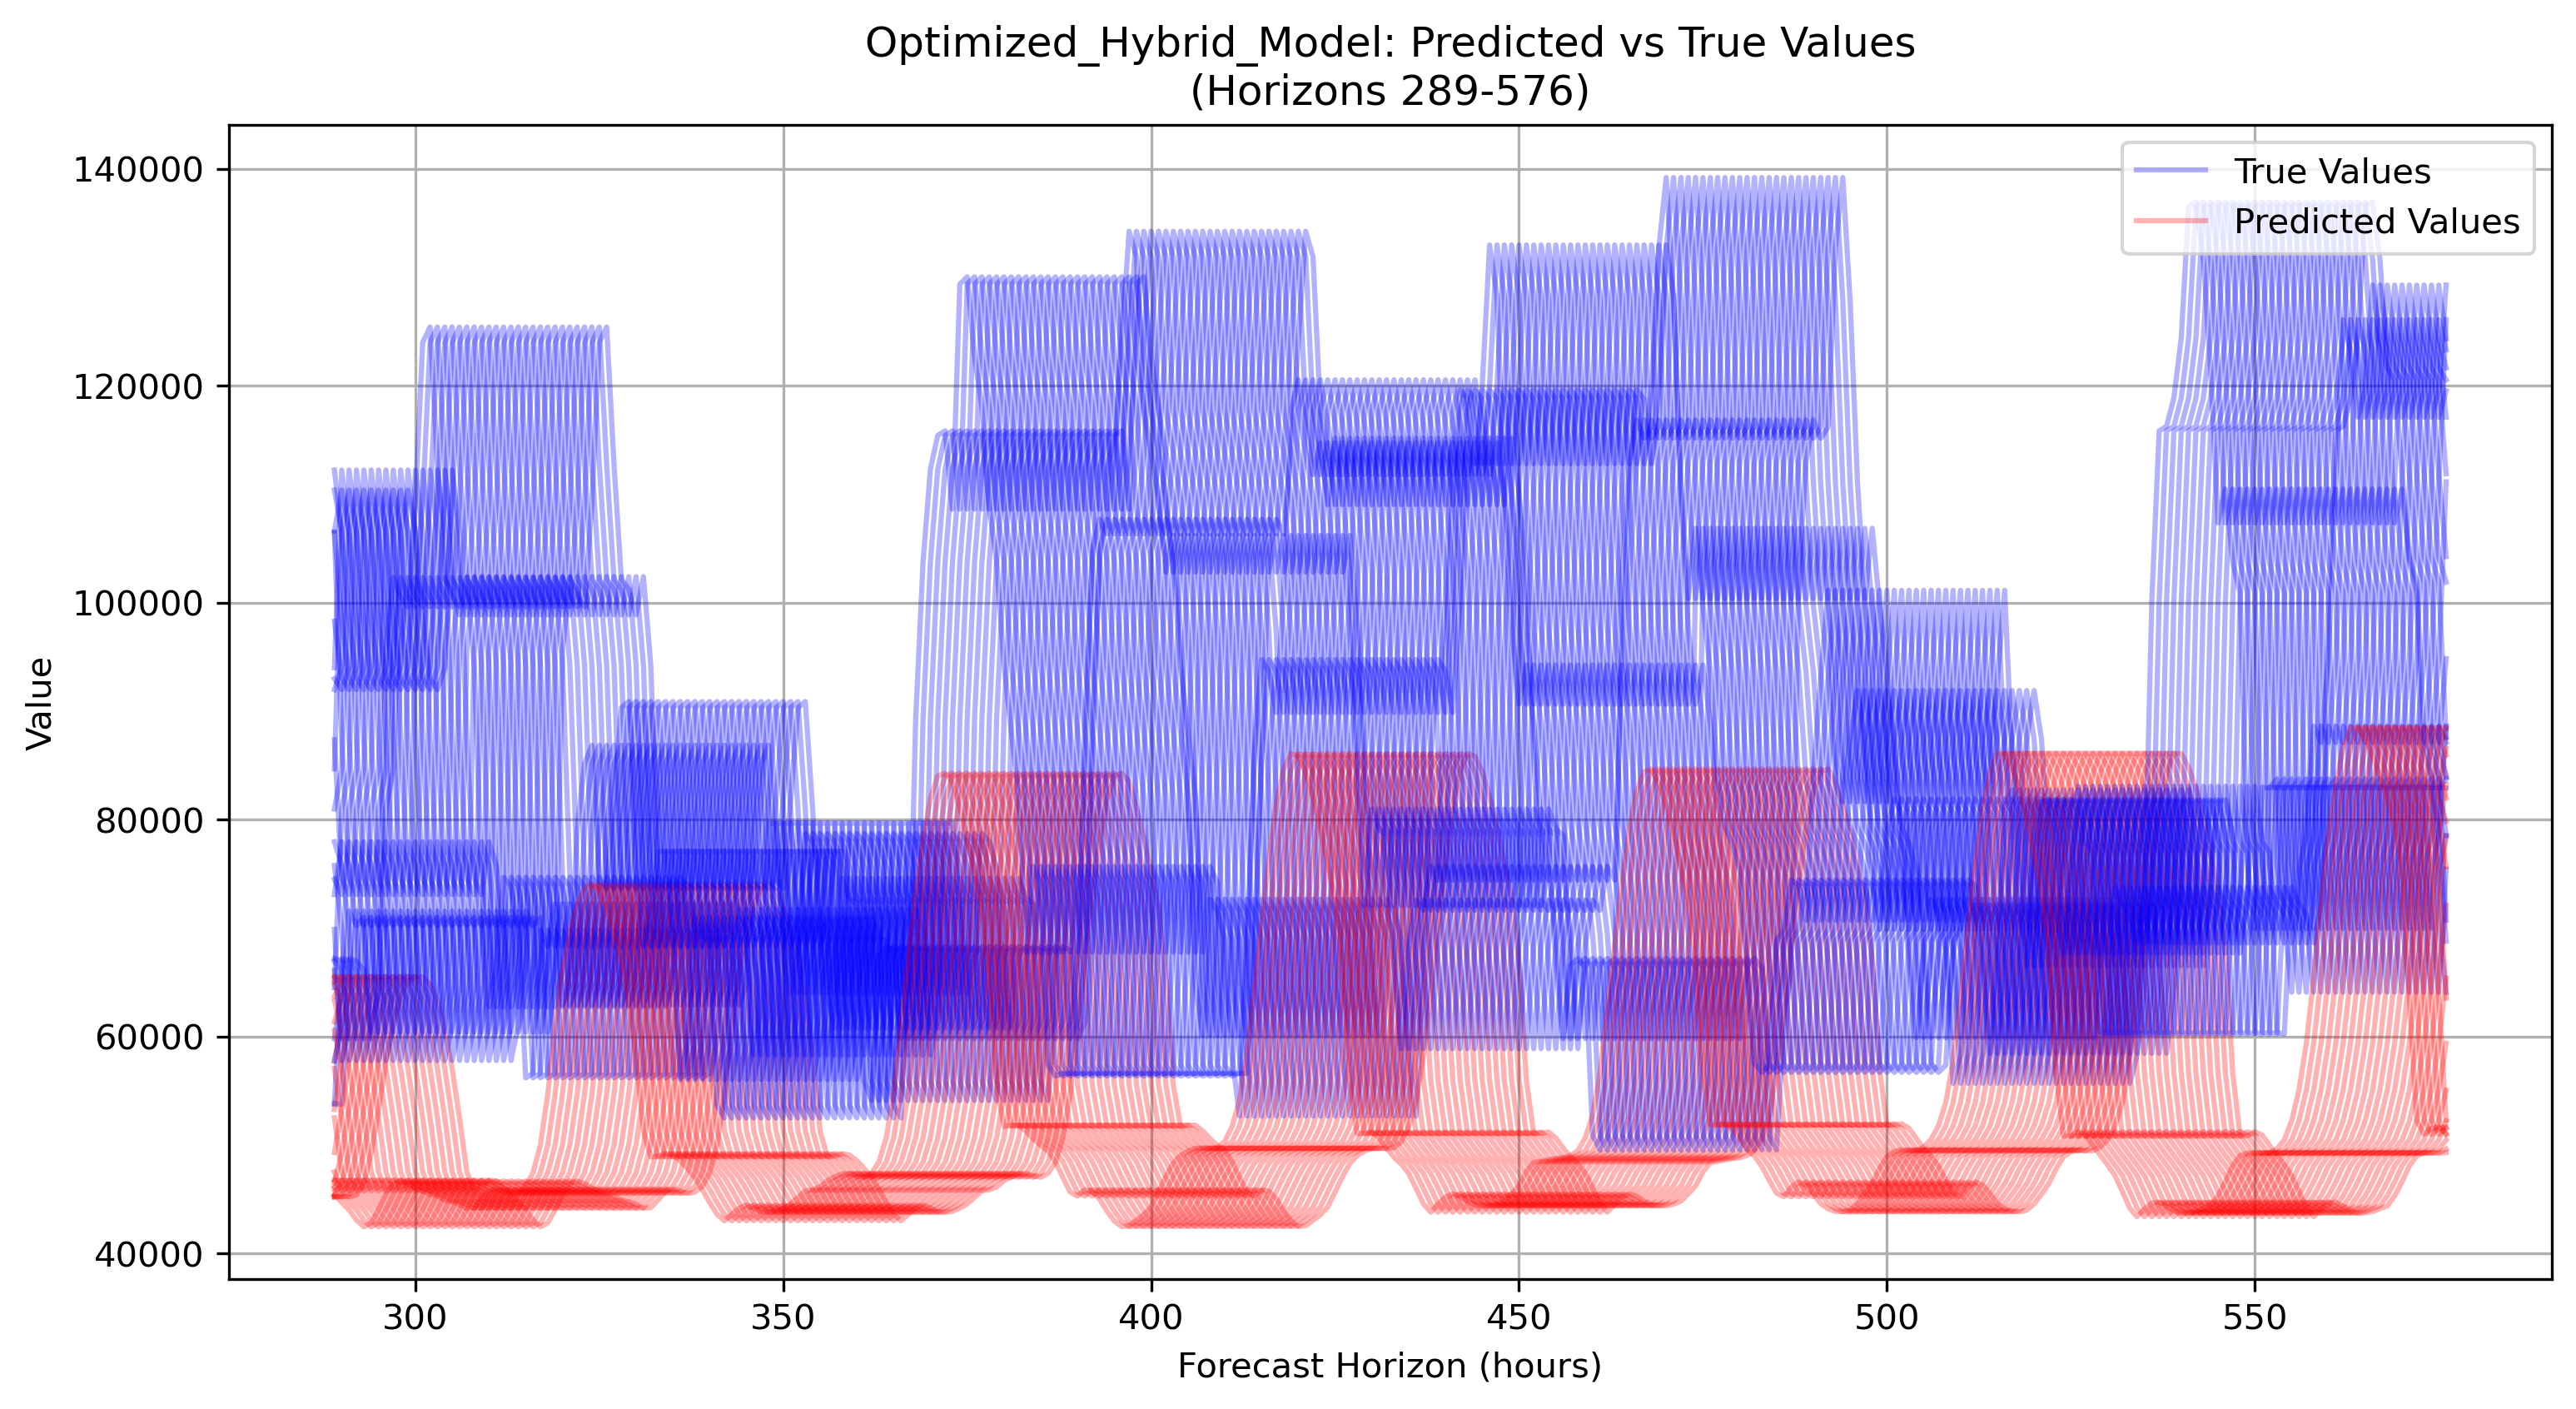 Optimized_Hybrid_Model: Predicted vs True Values
(Horizons 289-576)
True Values
Predicted Values
Value
140000
120000
100000
80000
60000
40000
300
350
400
450
500
550
Forecast Horizon (hours)